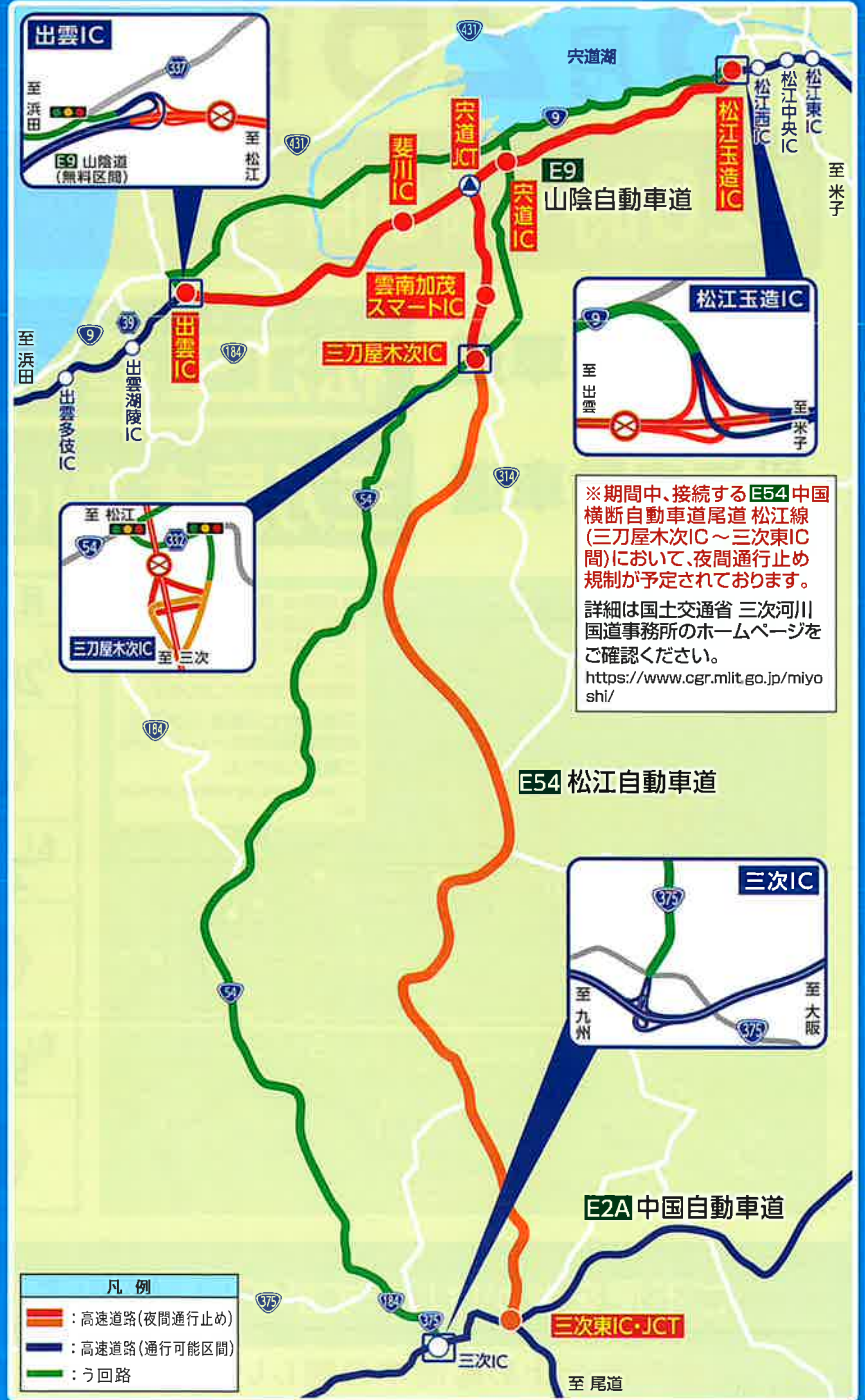 出雲IC
337
至浜田
E9 山陰道
(無料区間)
至松江
431
宍道湖
431
9
宍道JCT
斐川IC
宍道IC
E9
山陰自動車道
松江玉造IC
松江西IC
松江中央IC
松江東IC
至米子
雲南加茂
スマートIC
三刀屋木次IC
出雲IC
184
39
9
至浜田
出雲湖陵IC
出雲多伎IC
松江玉造IC
9
至出雲
至米子
314
54
至 松江
54
332
三刀屋木次IC
至 三次
※期間中、接続するE54中国
横断自動車道尾道 松江線
(三刀屋木次IC～三次東IC
間)において、夜間通行止め
規制が予定されております。
詳細は国土交通省 三次河川
国道事務所のホームページを
ご確認ください。
https://www.cgr.mlit.go.jp/miyo
shi/
184
E54 松江自動車道
三次IC
375
至九州
至大阪
375
54
E2A 中国自動車道
凡 例
：高速道路(夜間通行止め)
：高速道路(通行可能区間)
：う回路
375
184
375
三次IC
三次東IC・JCT
至 尾道